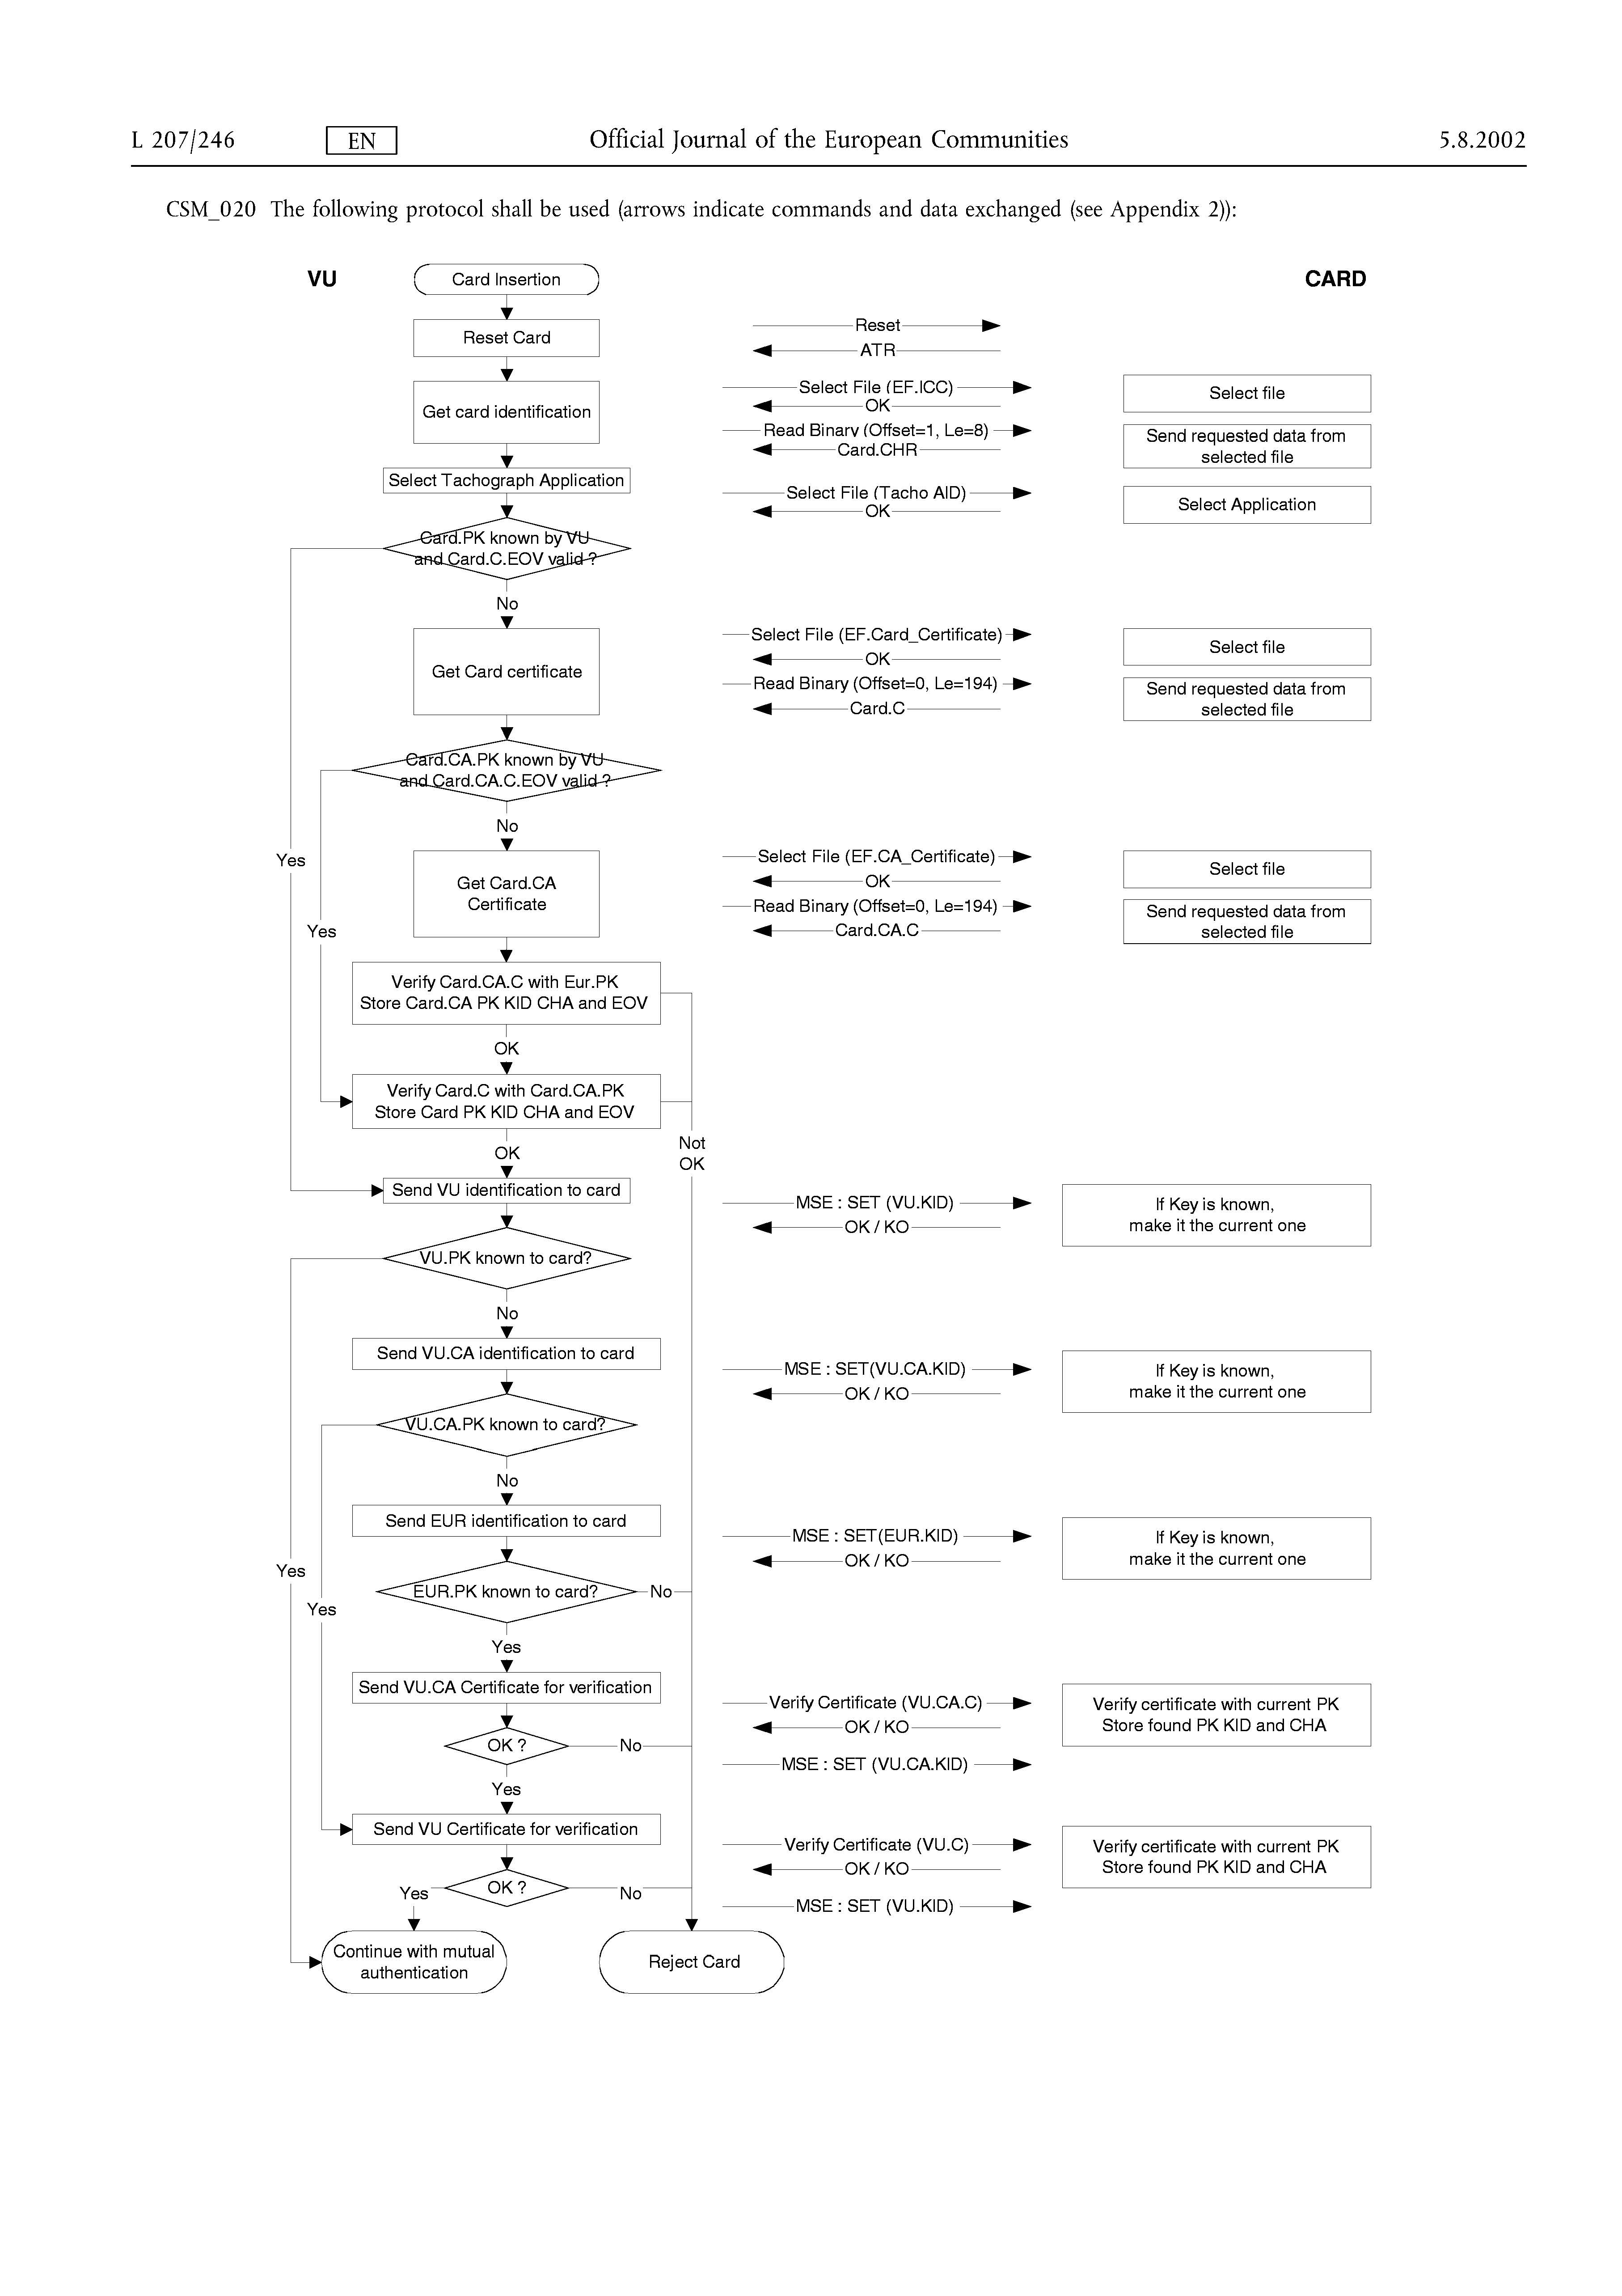 L 207/246 EN Official Journal of the European Communities 5.8.2002
CSM_020 The following protocol shall be used (arrows indicate commands and data exchanged (see Appendix 2)):
VU
Card Insertion
CARD
Reset Card
Reset
ATR
Get card identification
Select File (EF.ICC)
OK
Select file
Read Binary (Offset=1, Le=8)
Card.CHR
Send requested data from
selected file
Select Tachograph Application
Select File (Tacho AID)
OK
Select Application
Card.PK known by VU
and Card.C.EOV valid ?
No
Get Card certificate
Select File (EF.Card_Certificate)
OK
Select file
Read Binary (Offset=0, Le=194)
Card.C
Send requested data from
selected file
Card.CA.PK known by VU
and Card.CA.C.EOV valid ?
No
Yes
Get Card.CA
Certificate
Select File (EF.CA_Certificate)
OK
Select file
Yes
Read Binary (Offset=0, Le=194)
Card.CA.C
Send requested data from
selected file
Verify Card.CA.C with Eur.PK
Store Card.CA PK KID CHA and EOV
OK
Verify Card.C with Card.CA.PK
Store Card PK KID CHA and EOV
OK
Not
OK
Send VU identification to card
MSE : SET (VU.KID)
OK / KO
If Key is known,
make it the current one
VU.PK known to card?
No
Send VU.CA identification to card
MSE : SET(VU.CA.KID)
OK / KO
If Key is known,
make it the current one
VU.CA.PK known to card?
No
Send EUR identification to card
MSE : SET(EUR.KID)
OK / KO
If Key is known,
make it the current one
Yes
EUR.PK known to card?
No
Yes
Yes
Send VU.CA Certificate for verification
Verify Certificate (VU.CA.C)
OK / KO
Verify certificate with current PK
Store found PK KID and CHA
OK ?
No
MSE : SET (VU.CA.KID)
Yes
Send VU Certificate for verification
Verify Certificate (VU.C)
OK / KO
Verify certificate with current PK
Store found PK KID and CHA
Yes
OK ?
No
MSE : SET (VU.KID)
Continue with mutual
authentication
Reject Card